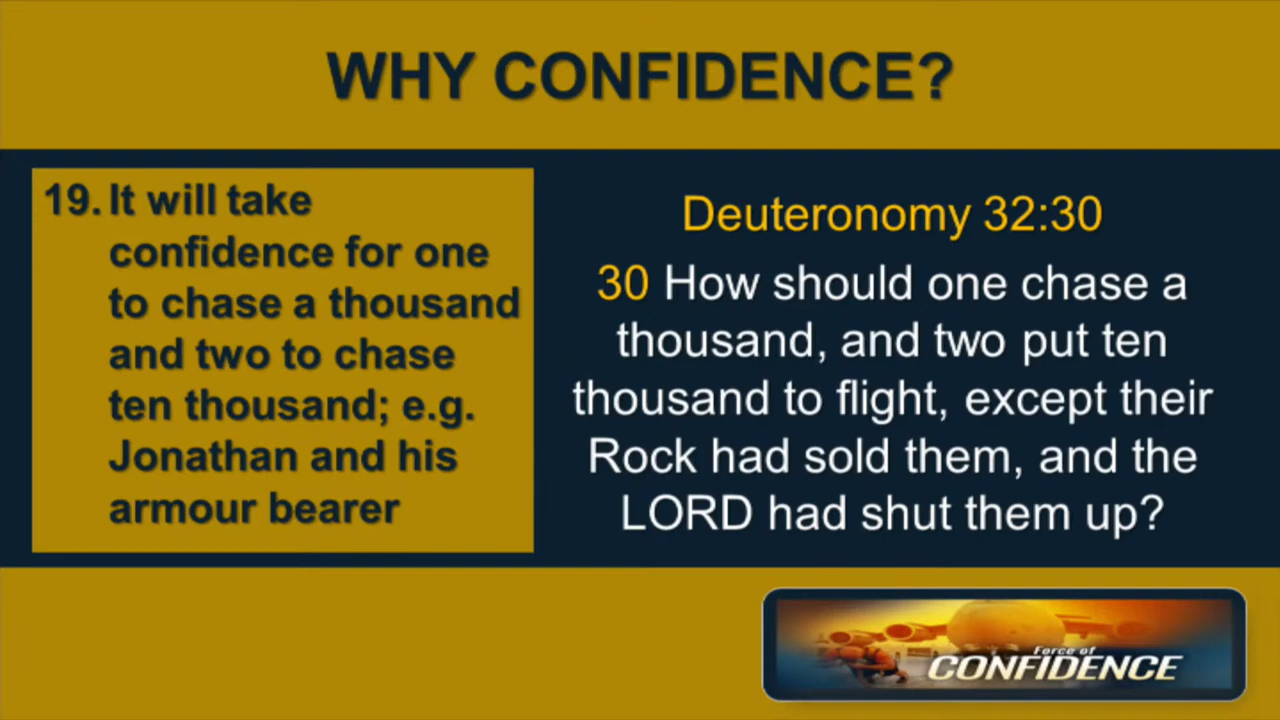 WHY CONFIDENCE?
19. It will take
confidence for one
to chase a thousand
and two to chase
ten thousand; e.g.
Jonathan and his
armour bearer
Deuteronomy 32:30
30 How should one chase a
thousand, and two put ten
thousand to flight, except their
Rock had sold them, and the
LORD had shut them up?
Force of
CONFIDENCE